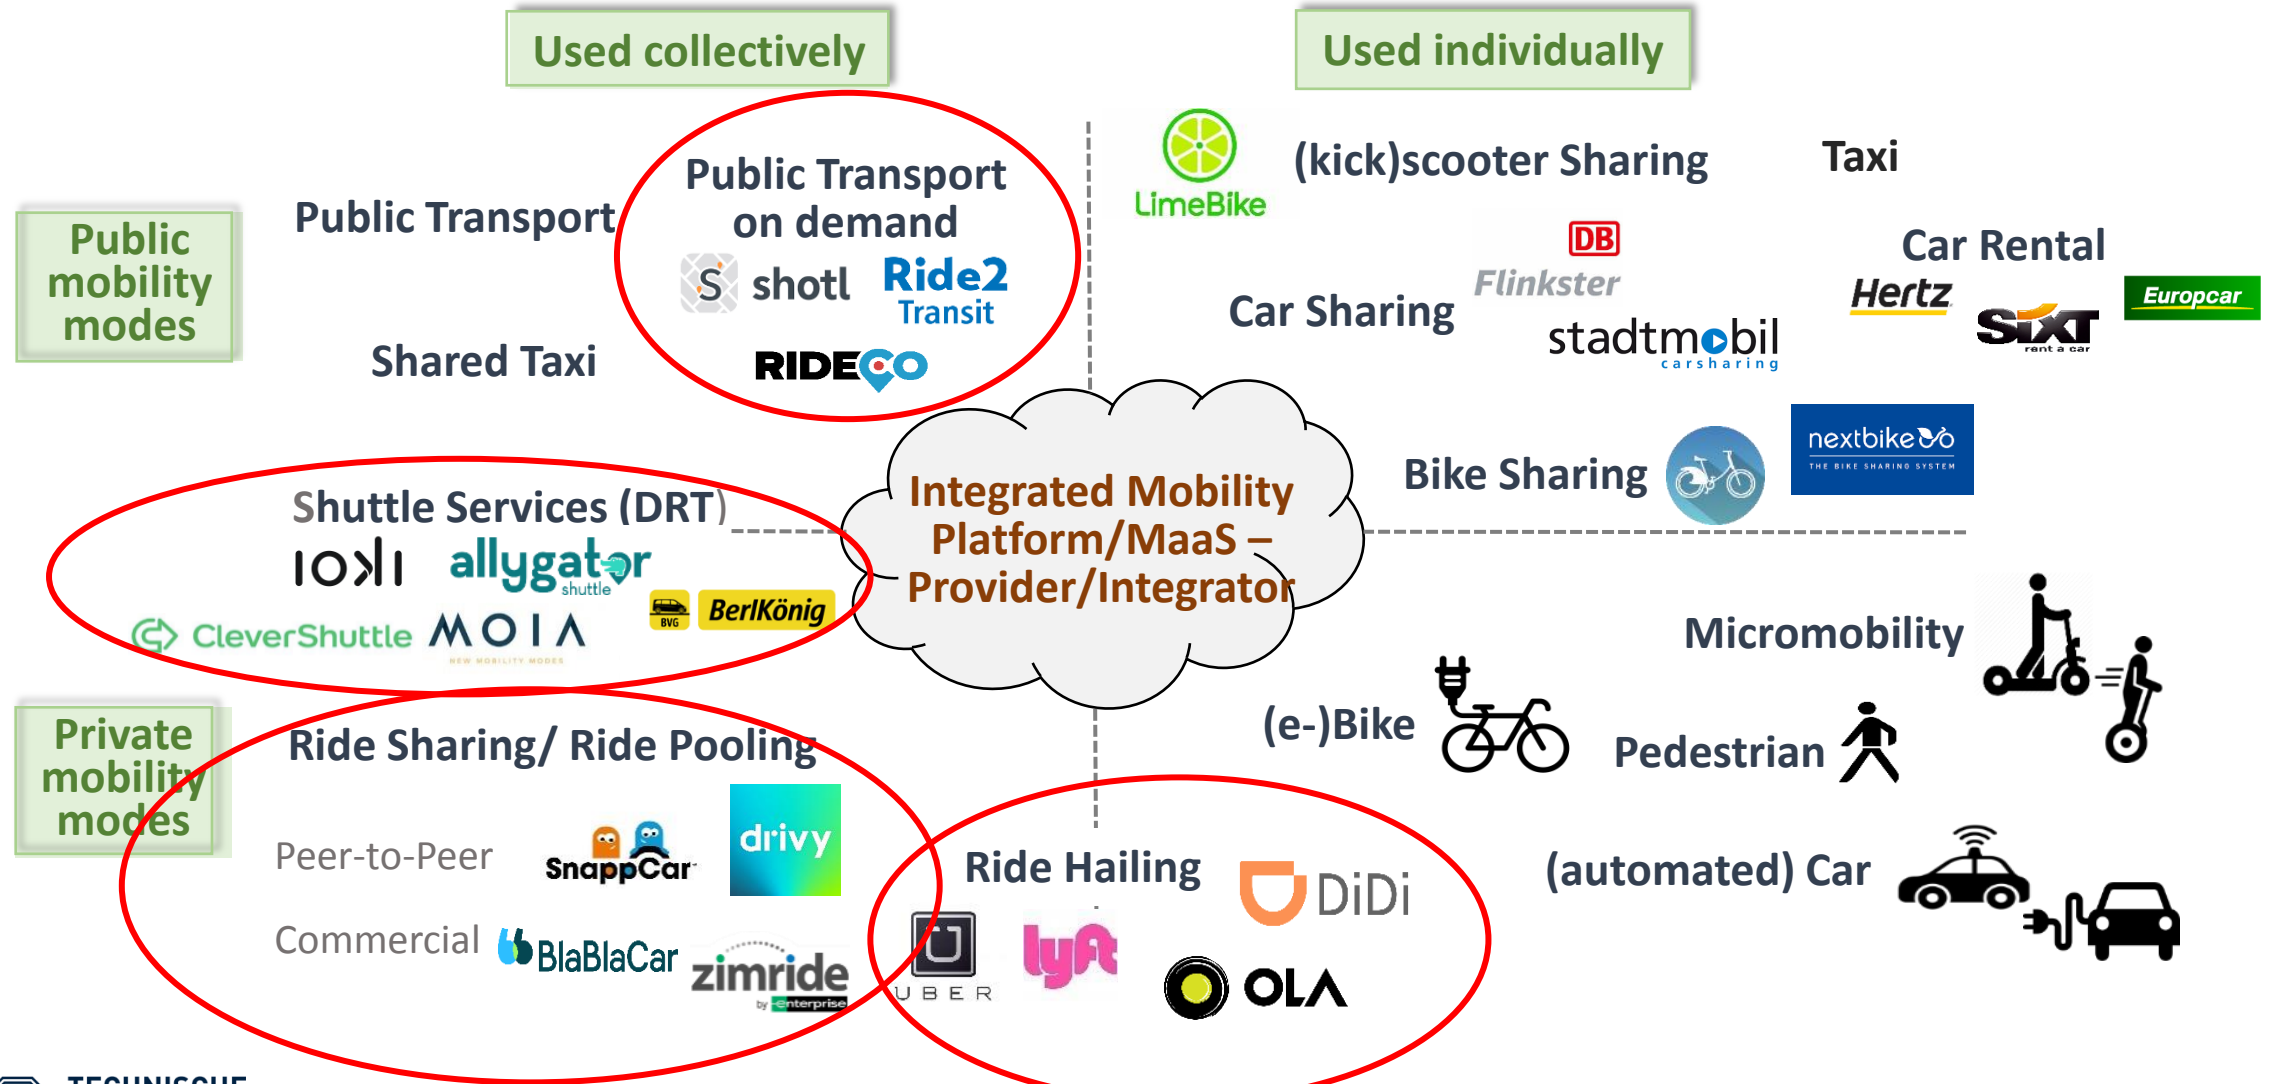 Used collectively
Used individually
Public
mobility
modes
Public Transport
Public Transport
on demand
shotl
Ride2
Transit
RIDECO
Shared Taxi
LimeBike
(kick)scooter Sharing
Taxi
DB
Flinkster
Car Sharing
stadtmobil
carsharing
Car Rental
Hertz
SIXT
rent a car
Europcar
Bike Sharing
nextbike
THE BIKE SHARING SYSTEM
Integrated Mobility
Platform/MaaS –
Provider/Integrator
Shuttle Services (DRT)
IOKI
allygator
shuttle
CleverShuttle
MOIA
NEW MOBILITY MODES
BVG
BerlKönig
Private
mobility
modes
Ride Sharing/ Ride Pooling
Peer-to-Peer
SnappCar
drivy
Commercial
BlaBlaCar
zimride
by enterprise
Ride Hailing
U
UBER
lyft
DiDi
OLA
Micromobility
(e-)Bike
Pedestrian
(automated) Car
TECHNISCHE